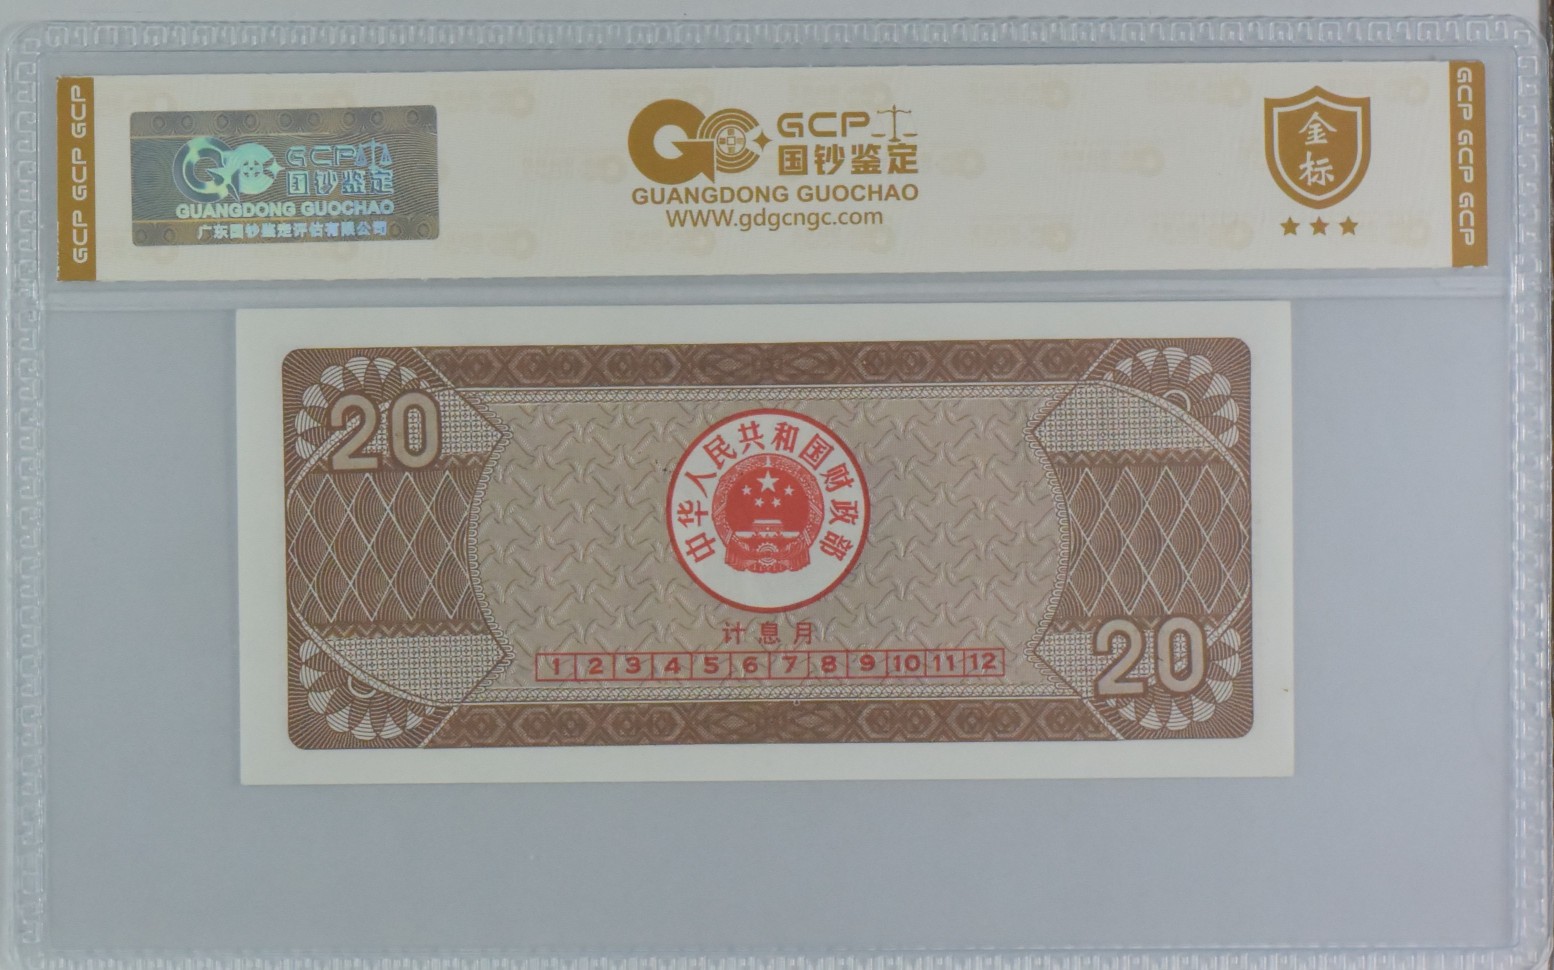 GCP GCP GCP
GCP
国钞鉴定
GUANGDONG GUOCHAO
广东国钞鉴定评估有限公司
GCP
国钞鉴定
GUANGDONG GUOCHAO
WWW.gdgcngc.com
金
标
GCP GCP GCP
20
中华人民共和国财政部
计息月
1 2 3 4 5 6 7 8 9 10 11 12
20